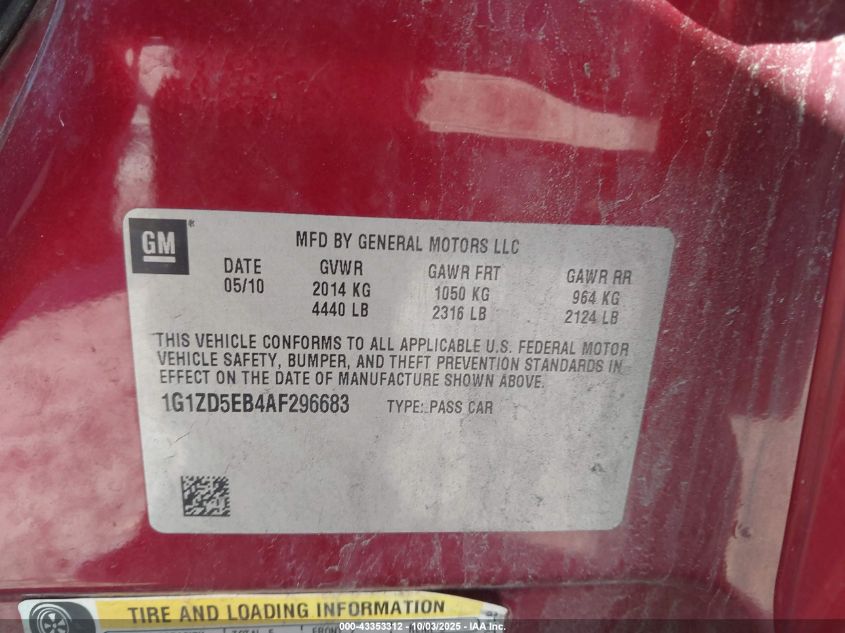 GM
MFD BY GENERAL MOTORS LLC
DATE GVWR GAWR FRT GAWR RR
05/10 2014 KG 1050 KG 964 KG
4440 LB 2316 LB 2124 LB
THIS VEHICLE CONFORMS TO ALL APPLICABLE U.S. FEDERAL MOTOR
VEHICLE SAFETY, BUMPER, AND THEFT PREVENTION STANDARDS IN
EFFECT ON THE DATE OF MANUFACTURE SHOWN ABOVE.
1G1ZD5EB4AF296683 TYPE: PASS CAR
TIRE AND LOADING INFORMATION
000-43353312 | 10/03/2025 - IAA Inc.